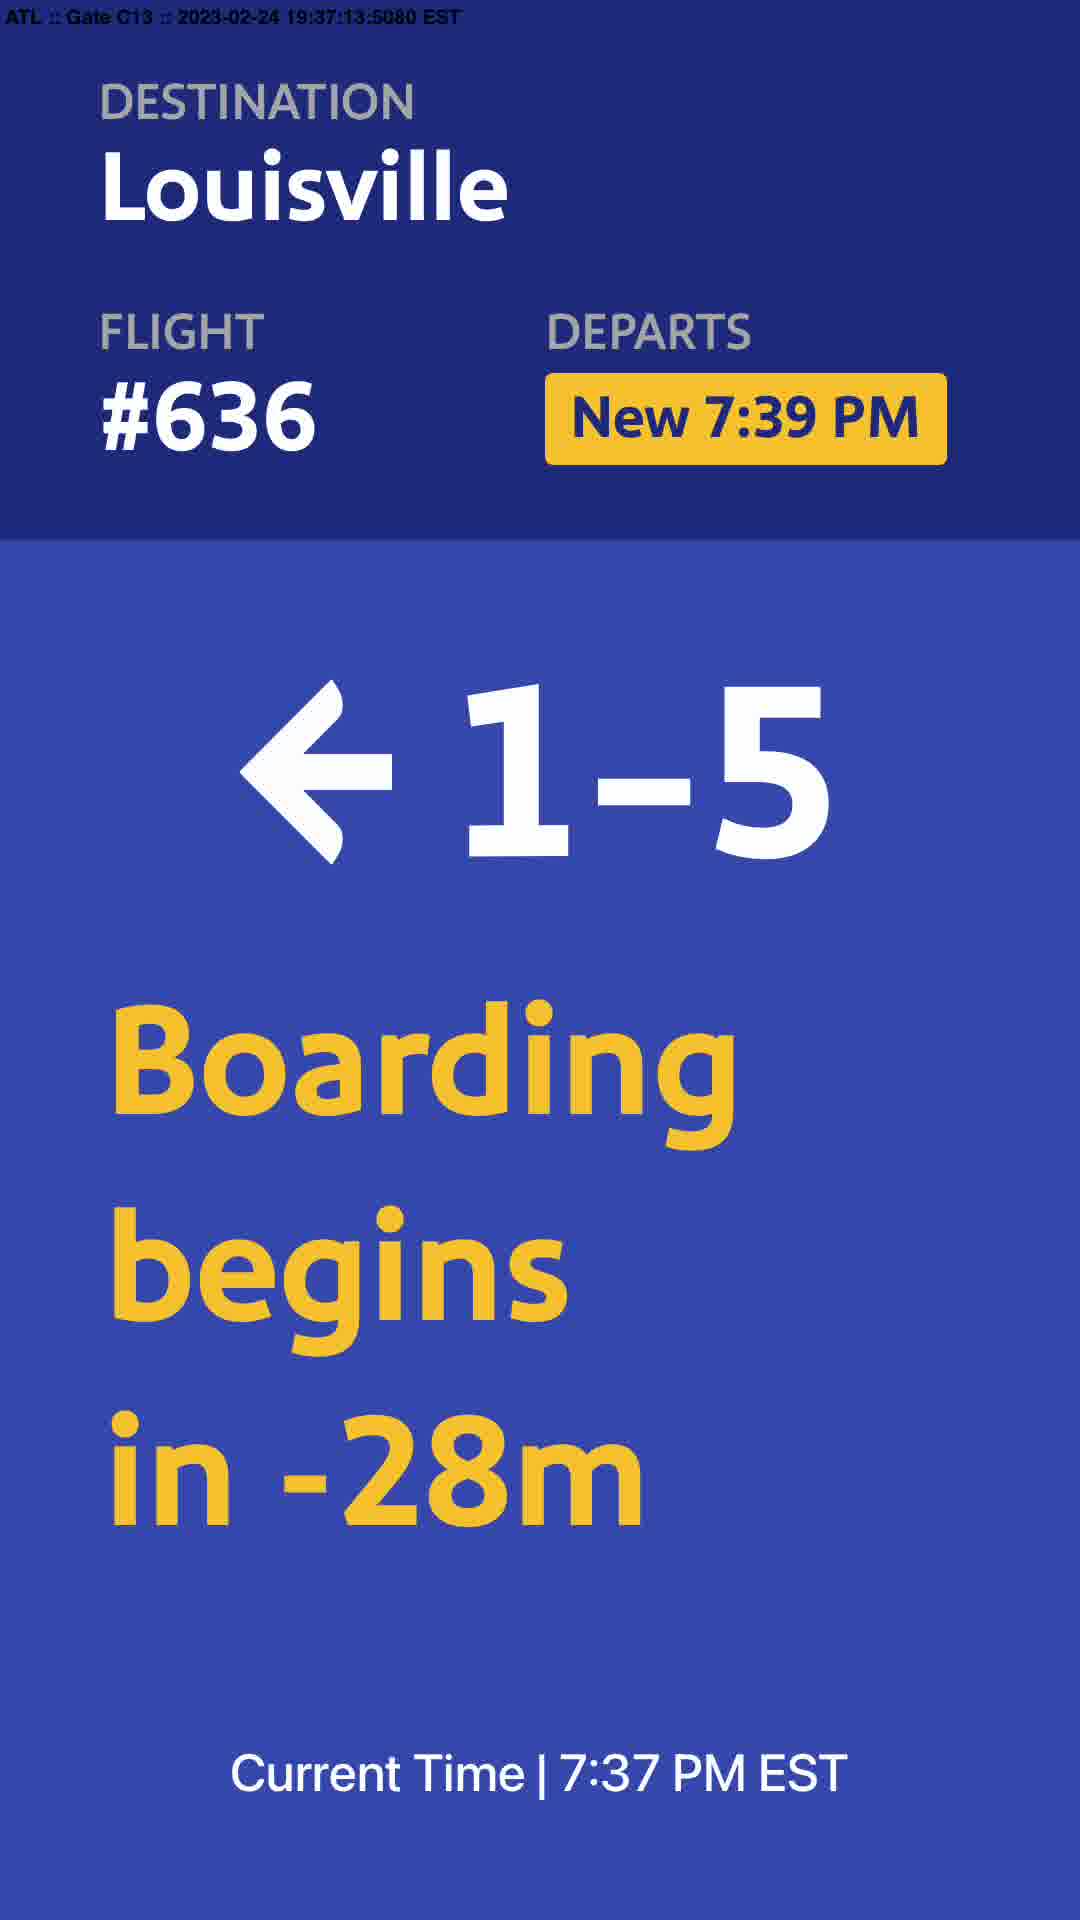 ATL :: Gate C13 :: 2023-02-24 19:37:13:5080 EST
DESTINATION
Louisville
FLIGHT
#636
DEPARTS
New 7:39 PM
← 1–5
Boarding
begins
in -28m
Current Time | 7:37 PM EST